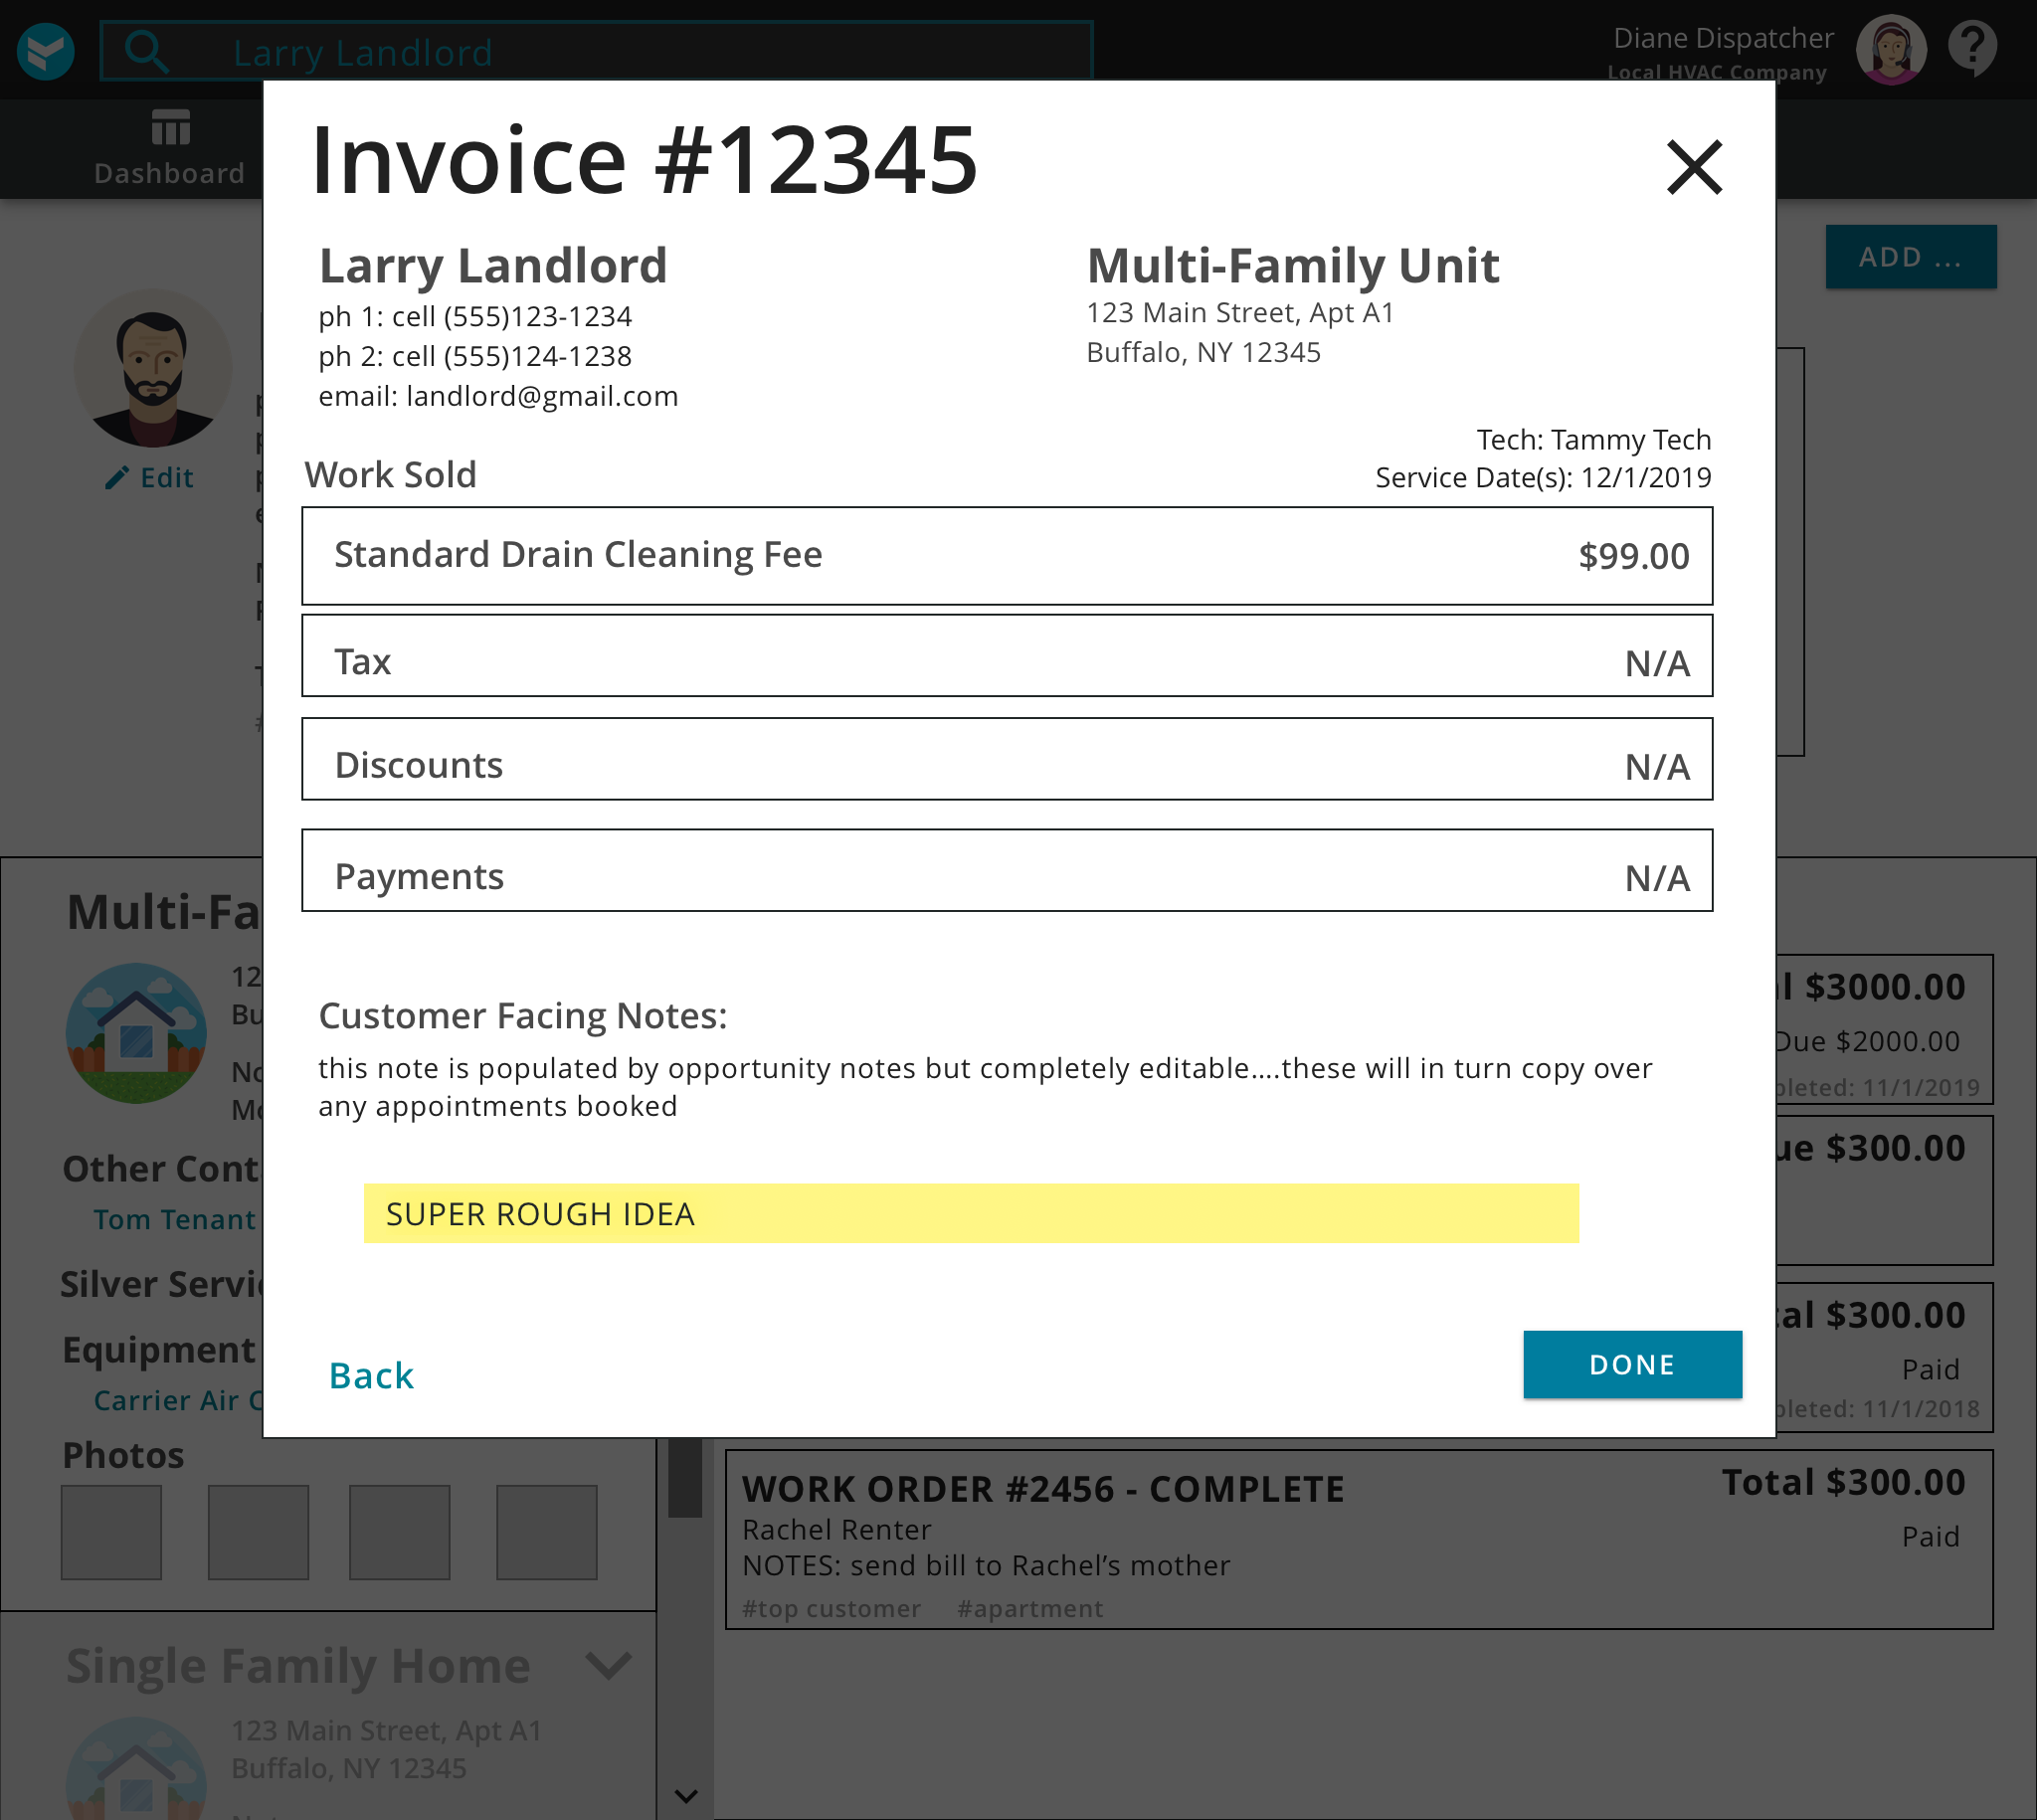 Larry Landlord
Diane Dispatcher
Local HVAC Company
Dashboard
ADD ...
Edit
Invoice #12345
Larry Landlord
ph 1: cell (555)123-1234
ph 2: cell (555)124-1238
email: landlord@gmail.com
Multi-Family Unit
123 Main Street, Apt A1
Buffalo, NY 12345
Tech: Tammy Tech
Service Date(s): 12/1/2019
Work Sold
Standard Drain Cleaning Fee $99.00
Tax N/A
Discounts N/A
Payments N/A
Customer Facing Notes:
this note is populated by opportunity notes but completely editable....these will in turn copy over
any appointments booked
SUPER ROUGH IDEA
Back
DONE
Multi-Fa
12
Bu
Other Cont
Tom Tenant
Silver Servi
Equipment
Carrier Air
Photos
$3000.00
Due $2000.00
11/1/2019
$300.00
$300.00
Paid
11/1/2018
WORK ORDER #2456 - COMPLETE
Total $300.00
Rachel Renter
Paid
NOTES: send bill to Rachel’s mother
#top customer #apartment
Single Family Home
123 Main Street, Apt A1
Buffalo, NY 12345